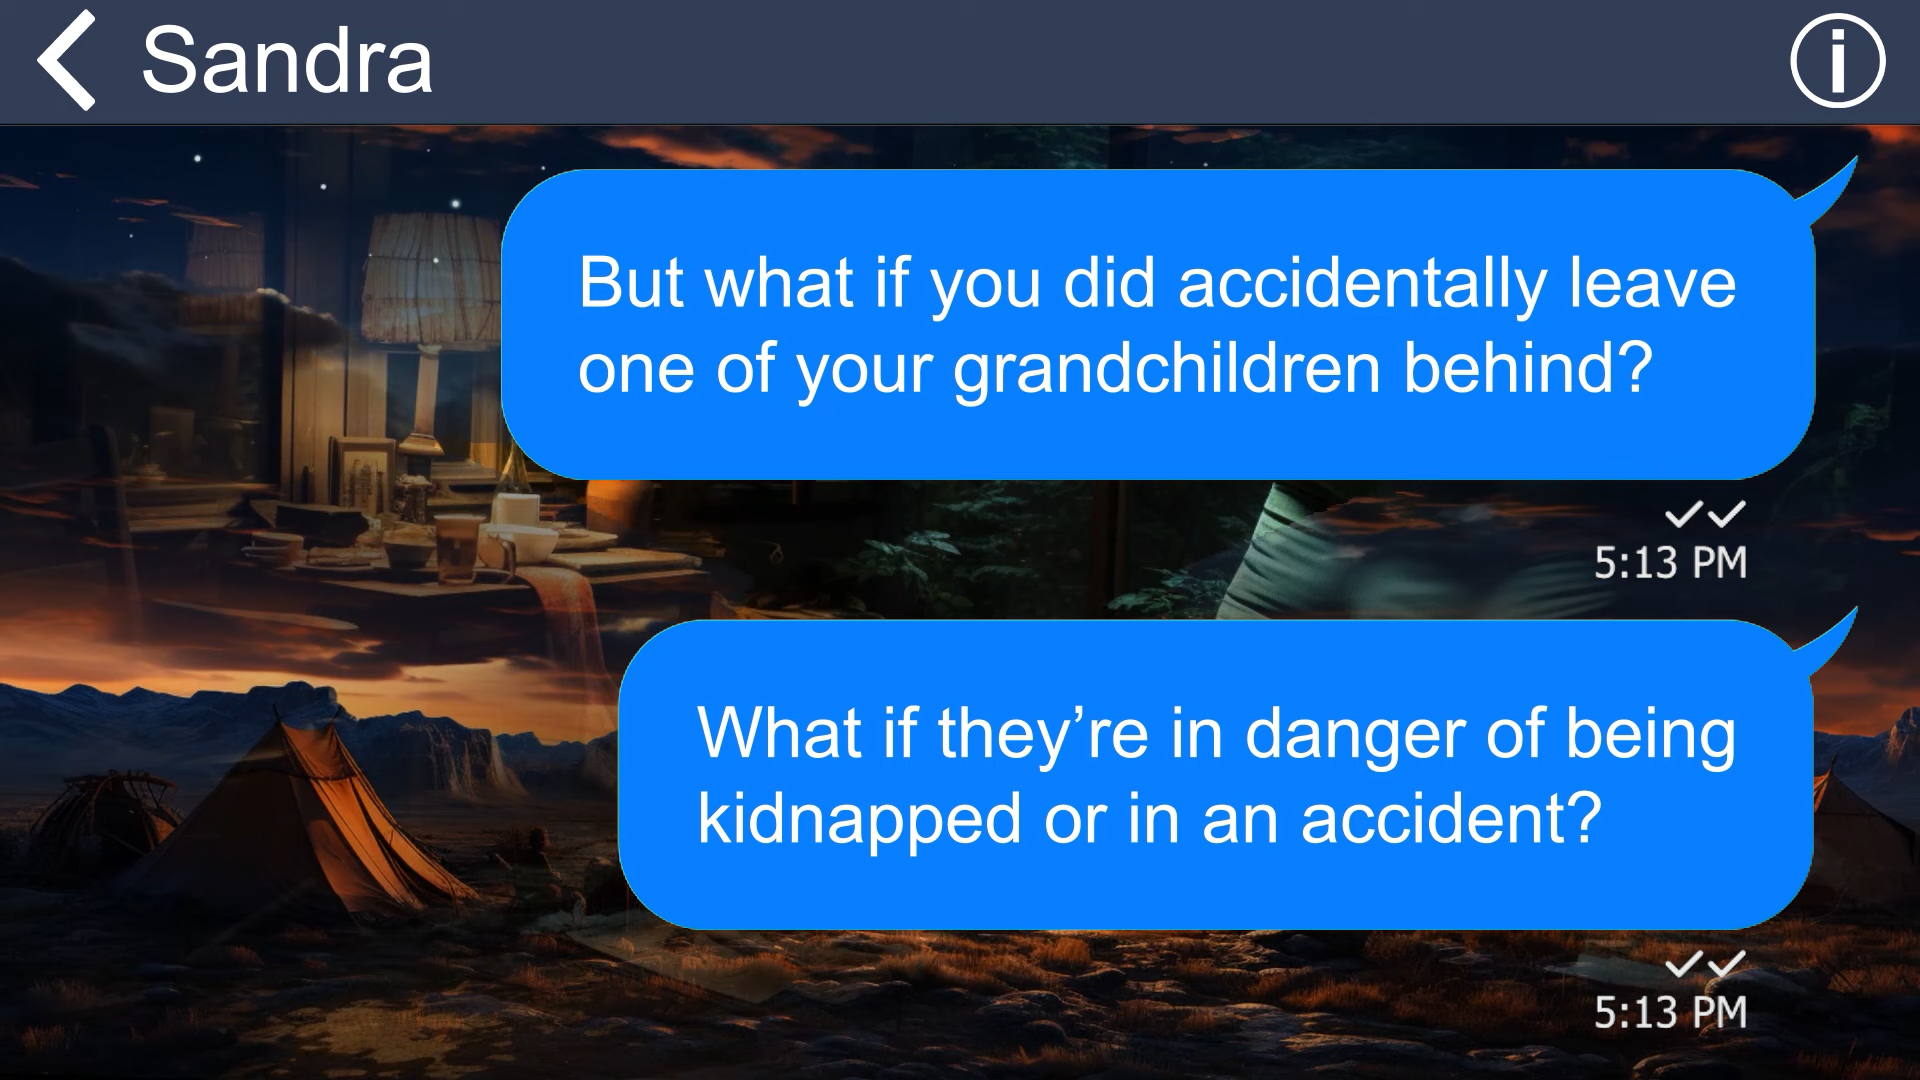 Sandra
But what if you did accidentally leave
one of your grandchildren behind?
5:13 PM
What if they’re in danger of being
kidnapped or in an accident?
5:13 PM